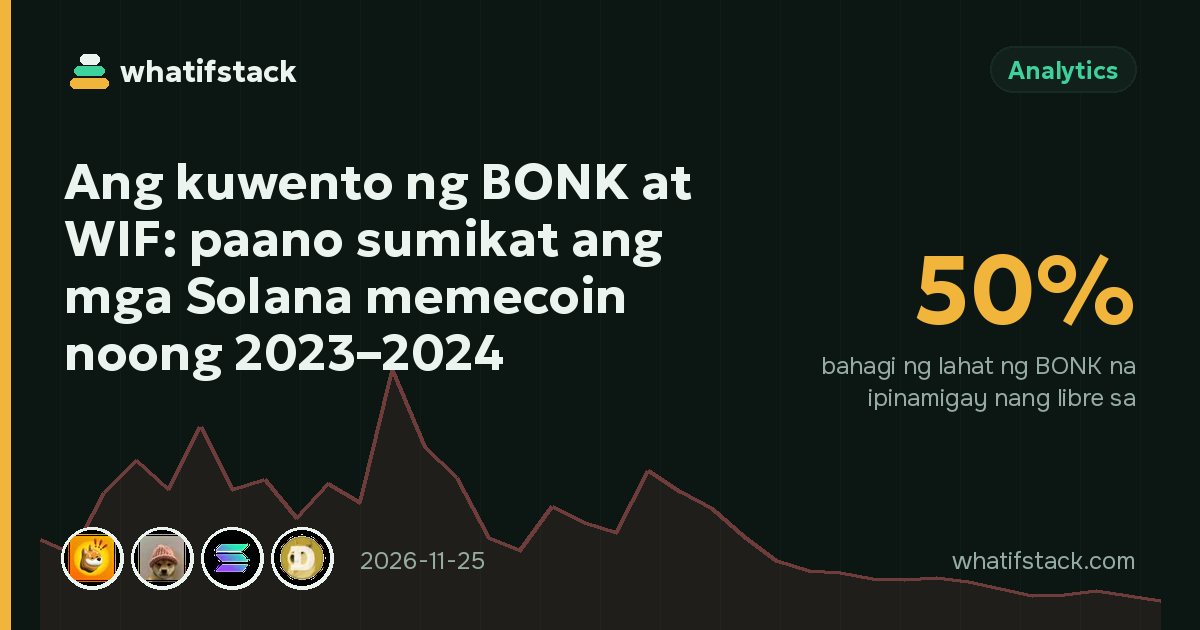 whatifstack
Analytics
Ang kuwento ng BONK at
WIF: paano sumikat ang
mga Solana memecoin
noong 2023–2024
50%
bahagi ng lahat ng BONK na
ipinamigay nang libre sa
2026-11-25
whatifstack.com